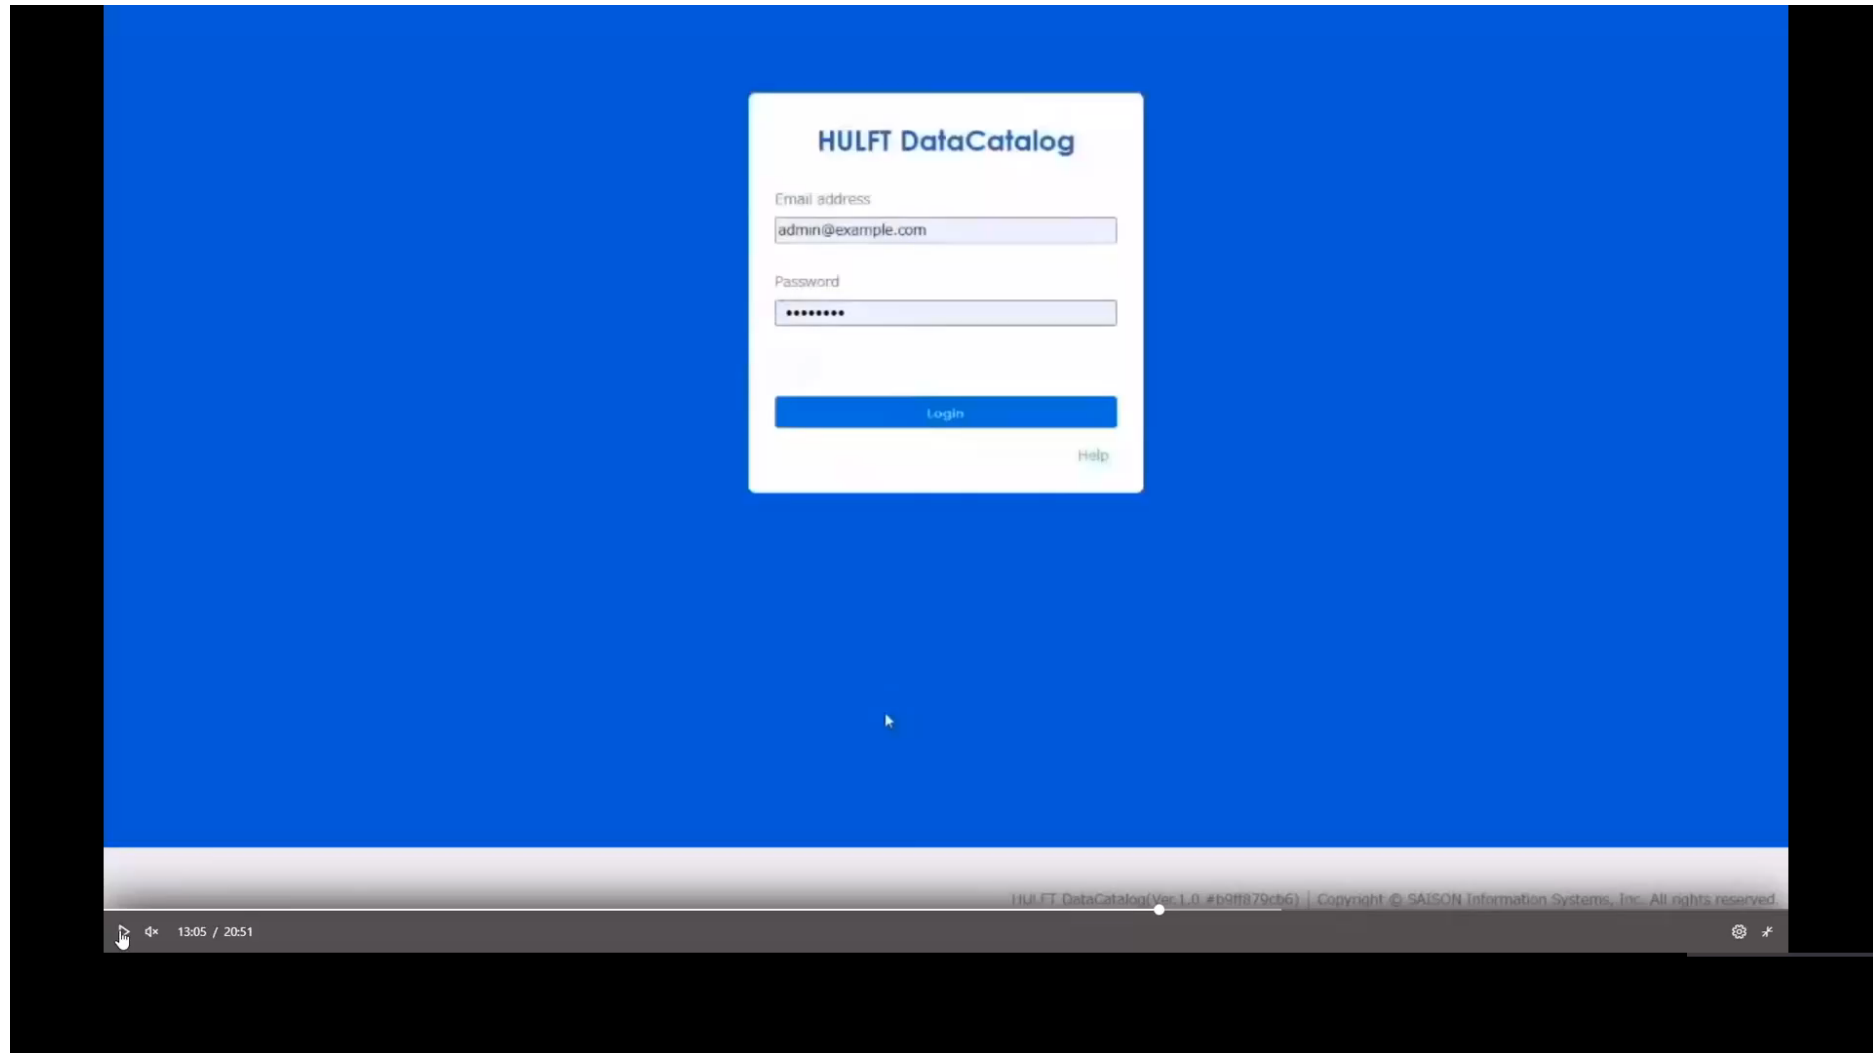 HULFT DataCatalog
Email address
admin@example.com
Password
••••••••
Login
Help
HULFT DataCatalog(Ver.1.0 #b9ff879cb6) | Copyright © SAISON Information Systems, Inc. All rights reserved.
13:05 / 20:51